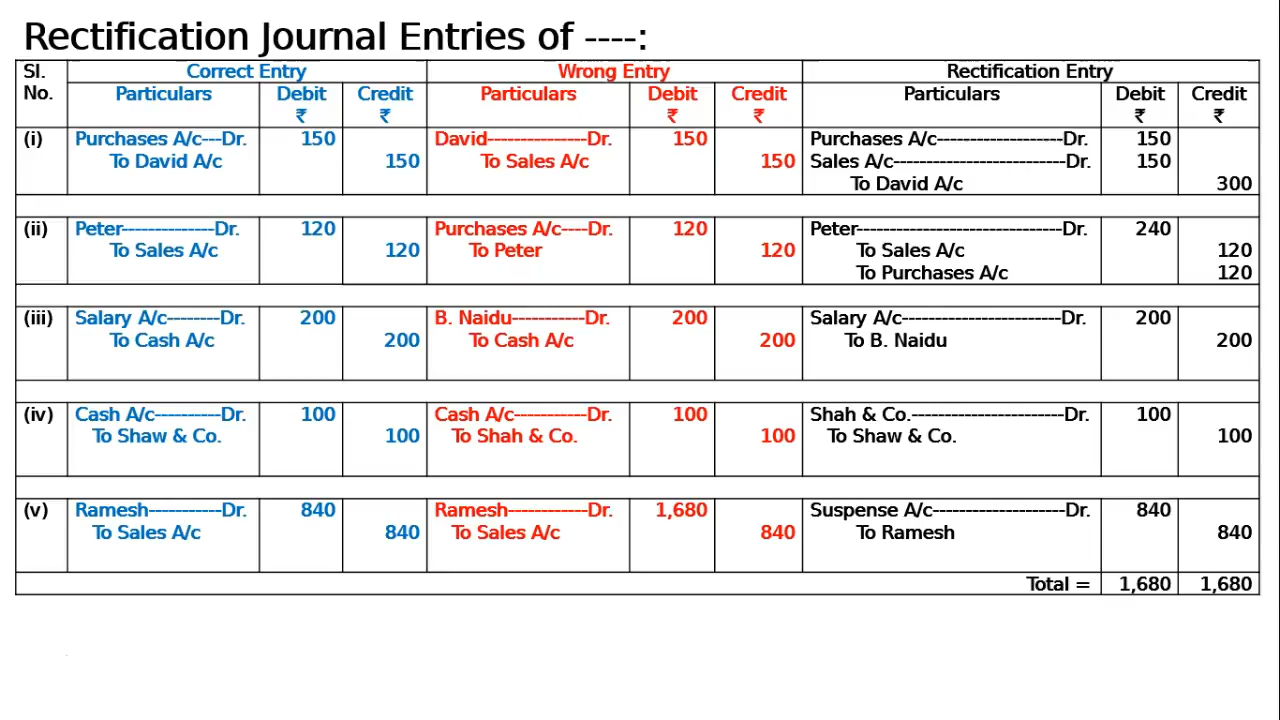 Rectification Journal Entries of ----:
Sl. Correct Entry Wrong Entry Rectification Entry
No. Particulars Debit Credit Particulars Debit Credit Particulars Debit Credit
₹ ₹ ₹ ₹ ₹ ₹
(i) Purchases A/c---Dr. 150 David---------------Dr. 150 Purchases A/c-------------------Dr. 150
To David A/c 150 To Sales A/c 150 Sales A/c--------------------------Dr. 150
To David A/c 300
(ii) Peter--------------Dr. 120 Purchases A/c----Dr. 120 Peter-------------------------------Dr. 240
To Sales A/c 120 To Peter 120 To Sales A/c 120
To Purchases A/c 120
(iii) Salary A/c--------Dr. 200 B. Naidu-----------Dr. 200 Salary A/c------------------------Dr. 200
To Cash A/c 200 To Cash A/c 200 To B. Naidu 200
(iv) Cash A/c----------Dr. 100 Cash A/c-----------Dr. 100 Shah & Co.-----------------------Dr. 100
To Shaw & Co. 100 To Shah & Co. 100 To Shaw & Co. 100
(v) Ramesh-----------Dr. 840 Ramesh------------Dr. 1,680 Suspense A/c--------------------Dr. 840
To Sales A/c 840 To Sales A/c 840 To Ramesh 840
Total = 1,680 1,680